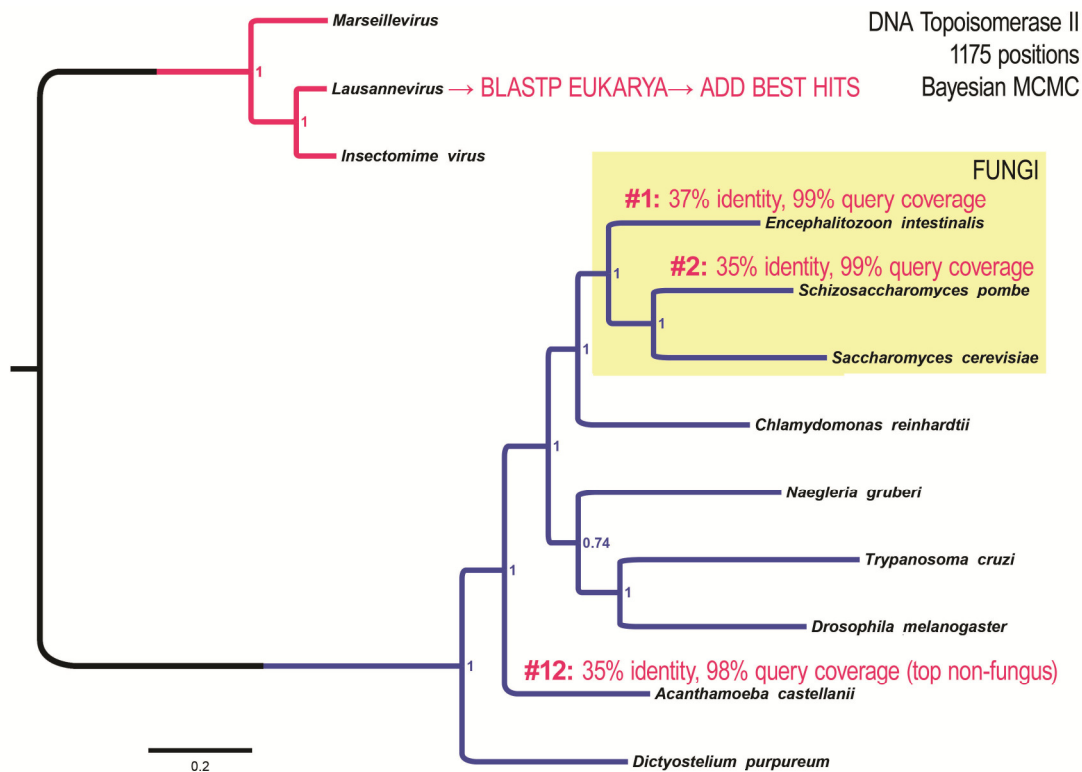 Marseillevirus
DNA Topoisomerase II
1175 positions
Bayesian MCMC
1
Lausannevirus → BLASTP EUKARYA → ADD BEST HITS
1
Insectomime virus
FUNGI
#1: 37% identity, 99% query coverage
Encephalitozoon intestinalis
1
#2: 35% identity, 99% query coverage
Schizosaccharomyces pombe
1
Saccharomyces cerevisiae
1
Chlamydomonas reinhardtii
1
Naegleria gruberi
0.74
Trypanosoma cruzi
1
1
Drosophila melanogaster
#12: 35% identity, 98% query coverage (top non-fungus)
1
Acanthamoeba castellanii
Dictyostelium purpureum
0.2